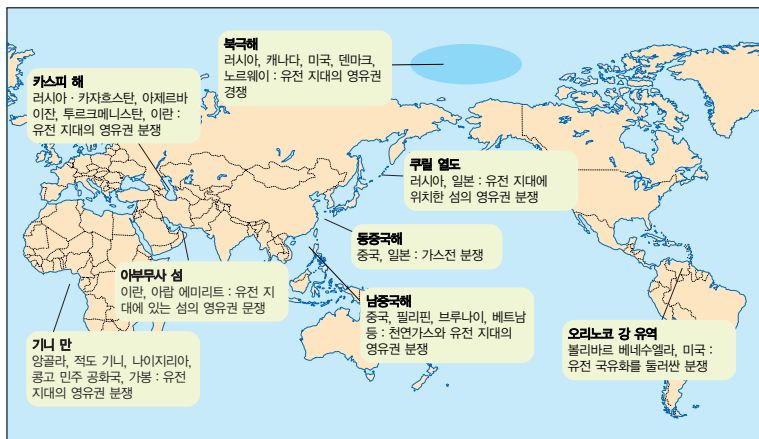 북극해
러시아, 캐나다, 미국, 덴마크,
노르웨이 : 유전 지대의 영유권
경쟁
카스피 해
러시아 · 카자흐스탄, 아제르바
이잔, 투르크메니스탄, 이란 :
유전 지대의 영유권 분쟁
쿠릴 열도
러시아, 일본 : 유전 지대에
위치한 섬의 영유권 분쟁
동중국해
중국, 일본 : 가스전 분쟁
아부무사 섬
이란, 아랍 에미리트 : 유전 지
대에 있는 섬의 영유권 문쟁
남중국해
중국, 필리핀, 브루나이, 베트남
등 : 천연가스와 유전 지대의
영유권 분쟁
오리노코 강 유역
볼리바르 베네수엘라, 미국 :
유전 국유화를 둘러싼 분쟁
기니 만
앙골라, 적도 기니, 나이지리아,
콩고 민주 공화국, 가봉 : 유전
지대의 영유권 분쟁